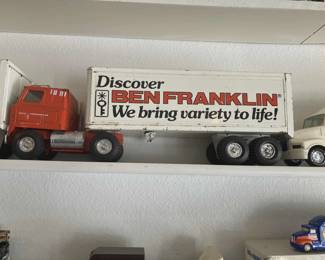 Discover
BEN FRANKLIN
We bring variety to life!